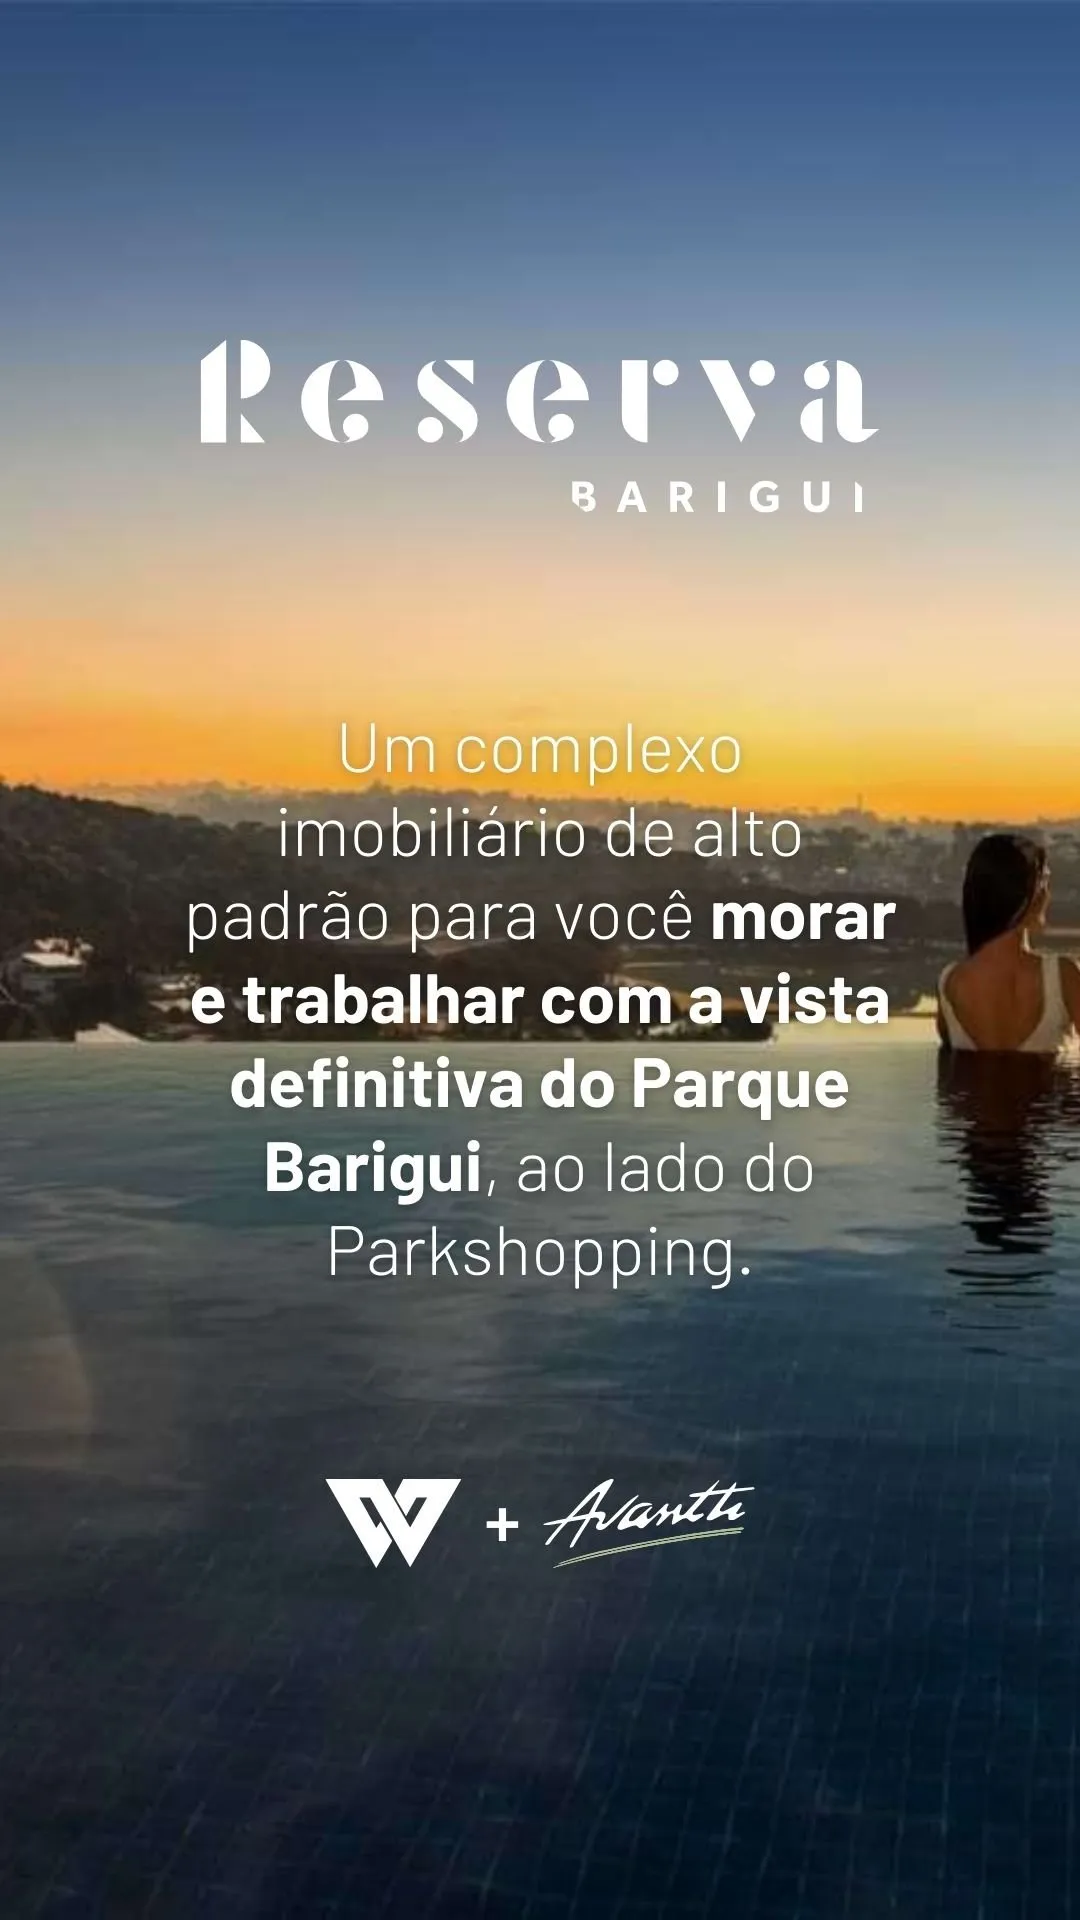 Reserva
BARIGUI
Um complexo
imobiliário de alto
padrão para você morar
e trabalhar com a vista
definitiva do Parque
Barigui, ao lado do
Parkshopping.
W + Avantti